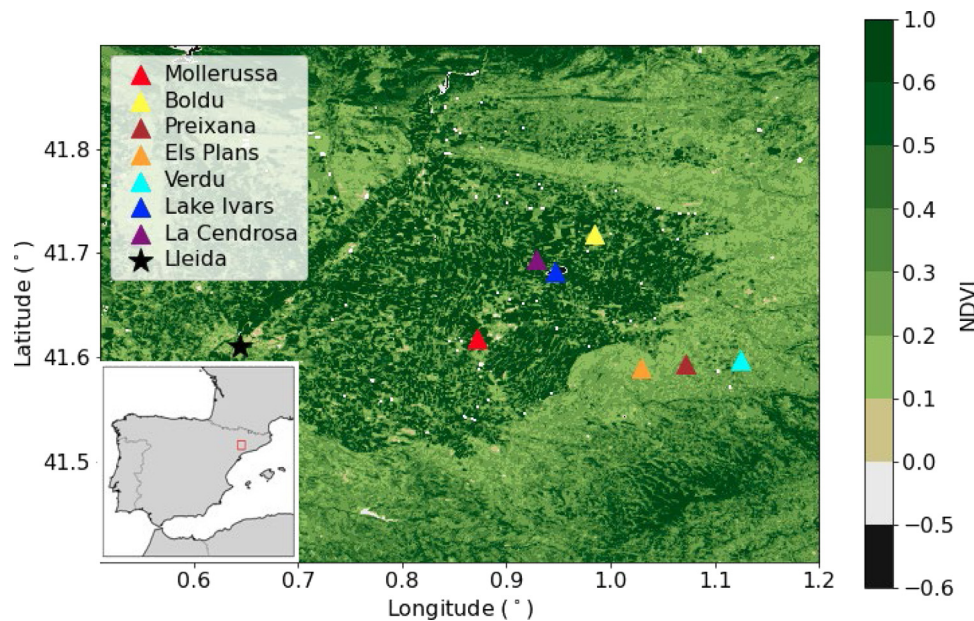 Mollerussa
Boldu
Preixana
Els Plans
Verdu
Lake Ivars
La Cendrosa
Lleida
Latitude (°)
41.8
41.7
41.6
41.5
0.6
0.7
0.8
0.9
1.0
1.1
1.2
Longitude (°)
1.0
0.6
0.5
0.4
0.3
0.2
0.1
0.0
−0.5
−0.6
NDVI